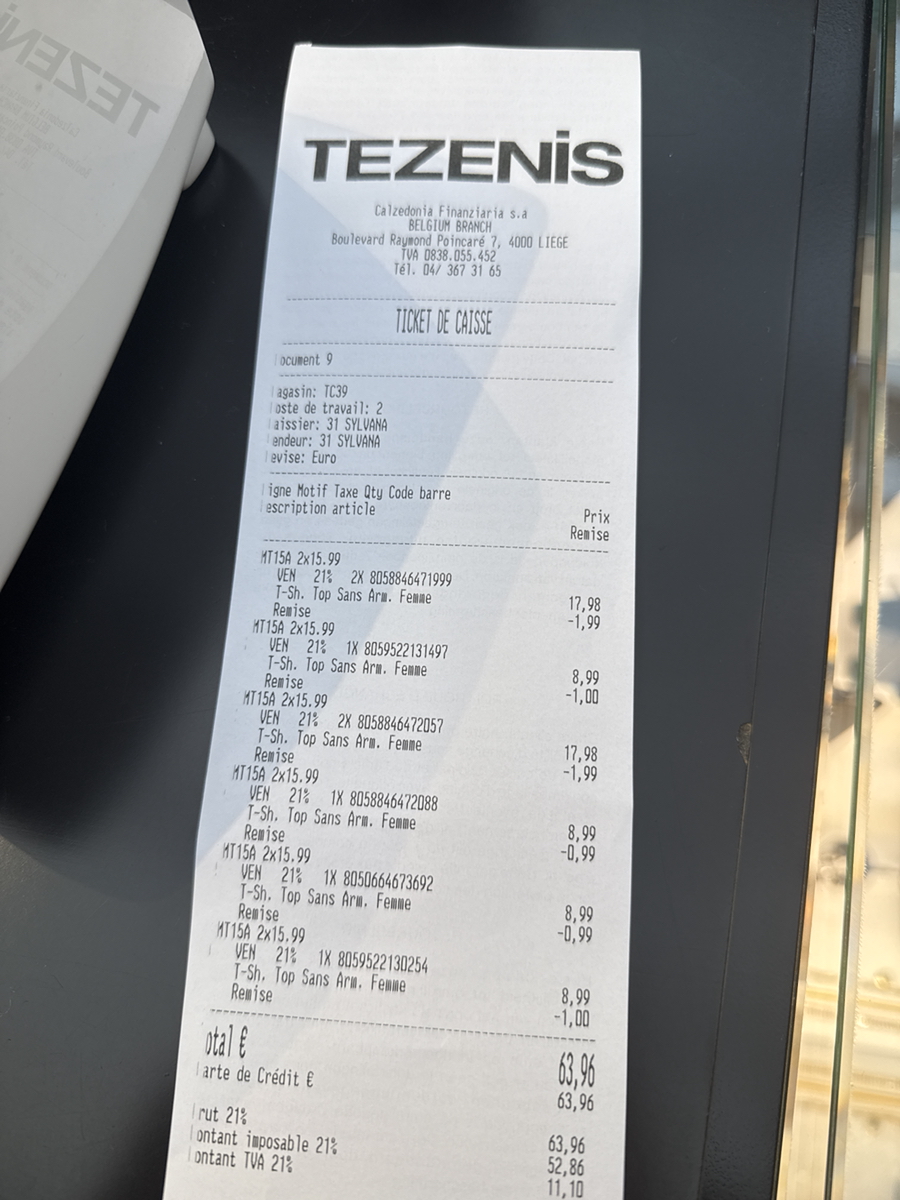 TEZENI
TEZENIS
Calzedonia Finanziaria s.a
BELGIUM BRANCH
Boulevard Raymond Poincaré 7, 4000 LIEGE
TVA 0838.055.452
Tél. 04/ 367 31 65
TICKET DE CAISSE
ocument 9
agasin: TC39
oste de travail: 2
aissier: 31 SYLVANA
endeur: 31 SYLVANA
evise: Euro
igne Motif Taxe Qty Code barre
escription article Prix
Remise
MT15A 2x15.99
VEN 21% 2X 8058846471999
T-Sh. Top Sans Arm. Femme 17,98
Remise -1,99
MT15A 2x15.99
VEN 21% 1X 8059522131497
T-Sh. Top Sans Arm. Femme 8,99
Remise -1,00
MT15A 2x15.99
VEN 21% 2X 8058846472057
T-Sh. Top Sans Arm. Femme 17,98
Remise -1,99
MT15A 2x15.99
VEN 21% 1X 8058846472088
T-Sh. Top Sans Arm. Femme 8,99
Remise -0,99
MT15A 2x15.99
VEN 21% 1X 8050664673692
T-Sh. Top Sans Arm. Femme 8,99
Remise -0,99
MT15A 2x15.99
VEN 21% 1X 8059522130254
T-Sh. Top Sans Arm. Femme 8,99
Remise -1,00
otal € 63,96
arte de Crédit € 63,96
rut 21% 63,96
ontant imposable 21% 52,86
ontant TVA 21% 11,10